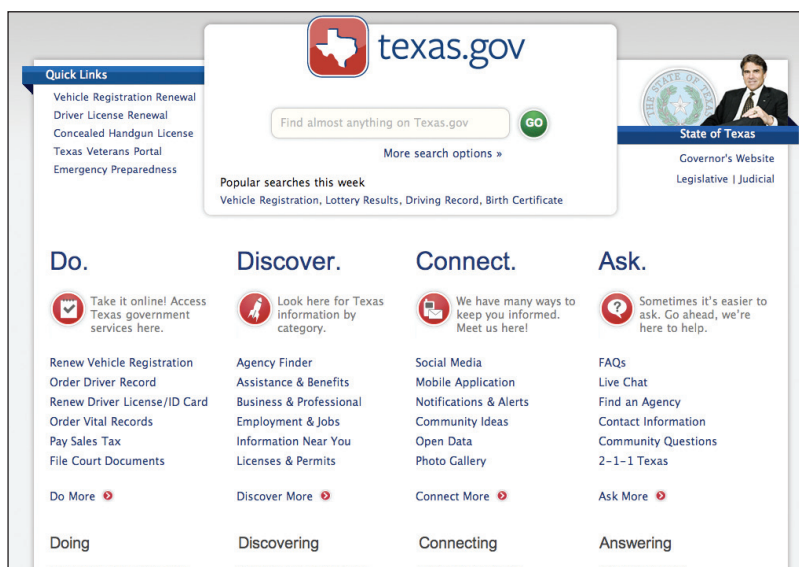 texas.gov
Quick Links
Vehicle Registration Renewal
Driver License Renewal
Concealed Handgun License
Texas Veterans Portal
Emergency Preparedness
Find almost anything on Texas.gov
GO
More search options »
Popular searches this week
Vehicle Registration, Lottery Results, Driving Record, Birth Certificate
THE STATE OF TEXAS
State of Texas
Governor's Website
Legislative | Judicial
Do.
Take it online! Access
Texas government
services here.
Renew Vehicle Registration
Order Driver Record
Renew Driver License/ID Card
Order Vital Records
Pay Sales Tax
File Court Documents
Do More
Doing
Discover.
Look here for Texas
information by
category.
Agency Finder
Assistance & Benefits
Business & Professional
Employment & Jobs
Information Near You
Licenses & Permits
Discover More
Discovering
Connect.
We have many ways to
keep you informed.
Meet us here!
Social Media
Mobile Application
Notifications & Alerts
Community Ideas
Open Data
Photo Gallery
Connect More
Connecting
Ask.
?
Sometimes it's easier to
ask. Go ahead, we're
here to help.
FAQs
Live Chat
Find an Agency
Contact Information
Community Questions
2-1-1 Texas
Ask More
Answering